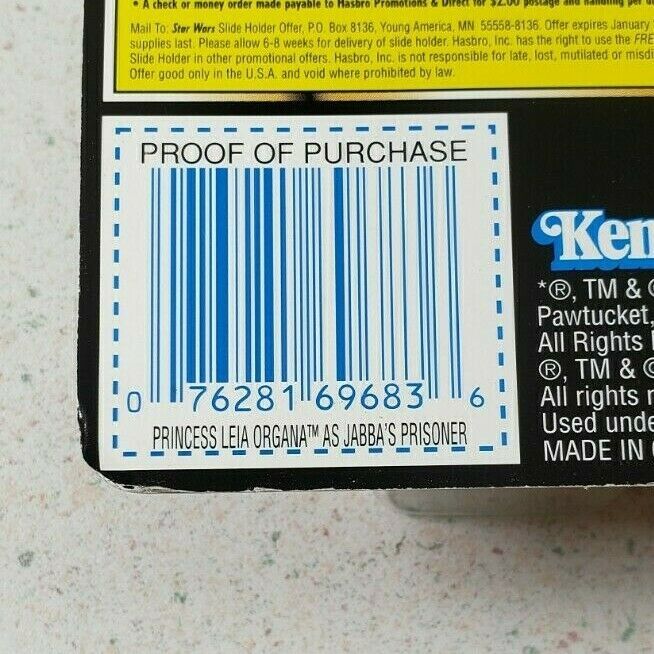 • A check or money order made payable to Hasbro Promotions & Direct for $2.00 postage and handling per
Mail To: Star Wars Slide Holder Offer, P.O. Box 8136, Young America, MN 55558-8136. Offer expires January
supplies last. Please allow 6-8 weeks for delivery of slide holder. Hasbro, Inc. has the right to use the FRE
Slide Holder in other promotional offers. Hasbro, Inc. is not responsible for late, lost, mutilated or misdi
Offer good only in the U.S.A. and void where prohibited by law.
PROOF OF PURCHASE
0 76281 69683 6
PRINCESS LEIA ORGANA™ AS JABBA'S PRISONER
Ken
*®, TM & ©
Pawtucket,
All Rights
®, TM & ©
All rights r
Used unde
MADE IN